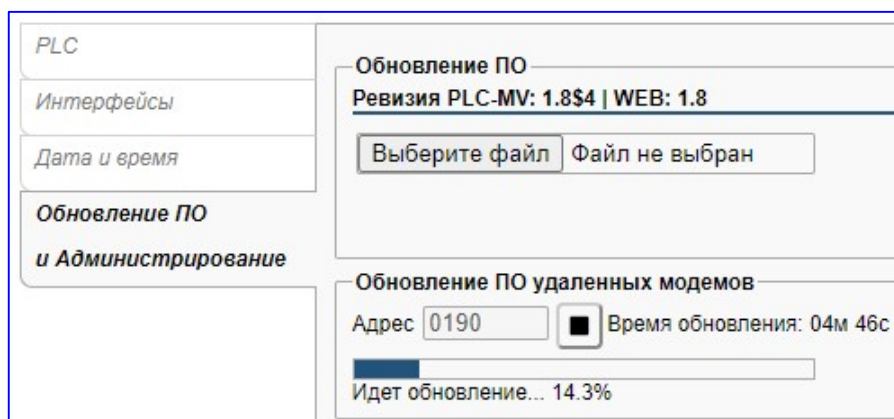 PLC
Интерфейсы
Дата и время
Обновление ПО
и Администрирование
Обновление ПО
Ревизия PLC-MV: 1.8$4 | WEB: 1.8
Выберите файл Файл не выбран
Обновление ПО удаленных модемов
Адрес 0190 Время обновления: 04м 46с
Идет обновление... 14.3%